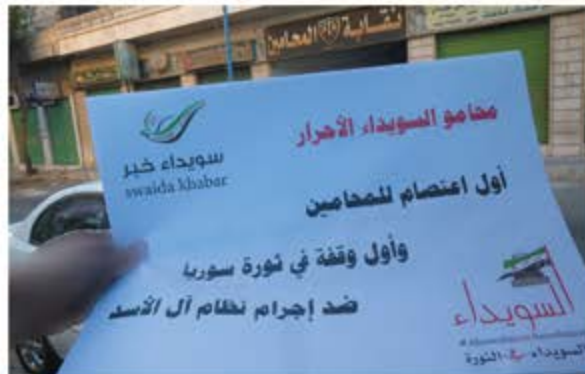 نقابة المحامين
سويداء خبر
swaida khabar
محامو السويداء الأحرار
أول اعتصام للمحامين
وأول وقفة في ثورة سوريا
ضد إجرام نظام آل الأسد
السويداء
السويداء في الثورة